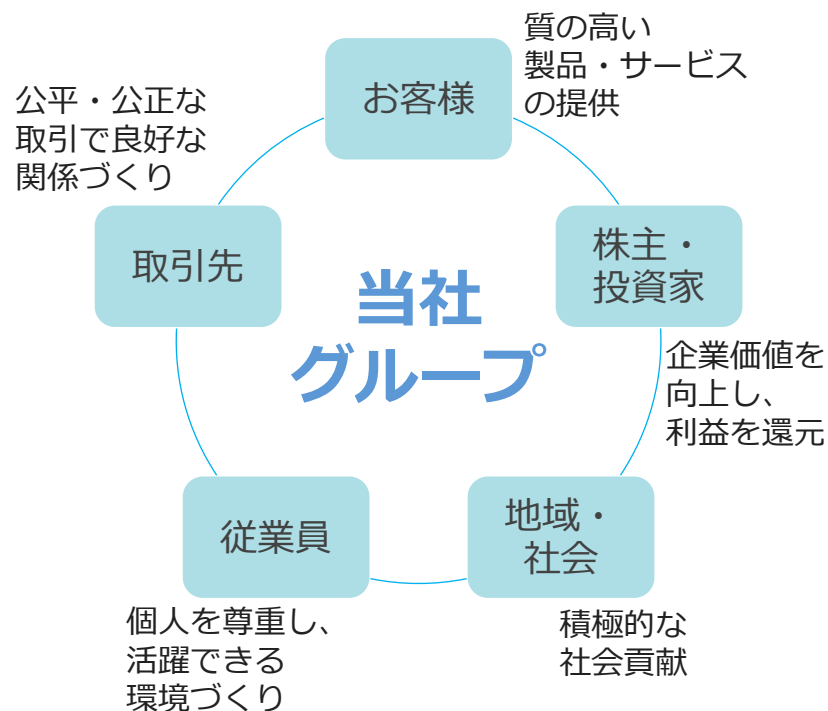 お客様
質の高い
製品・サービス
の提供
公平・公正な
取引で良好な
関係づくり
取引先
株主・
投資家
企業価値を
向上し、
利益を還元
当社
グループ
従業員
個人を尊重し、
活躍できる
環境づくり
地域・
社会
積極的な
社会貢献